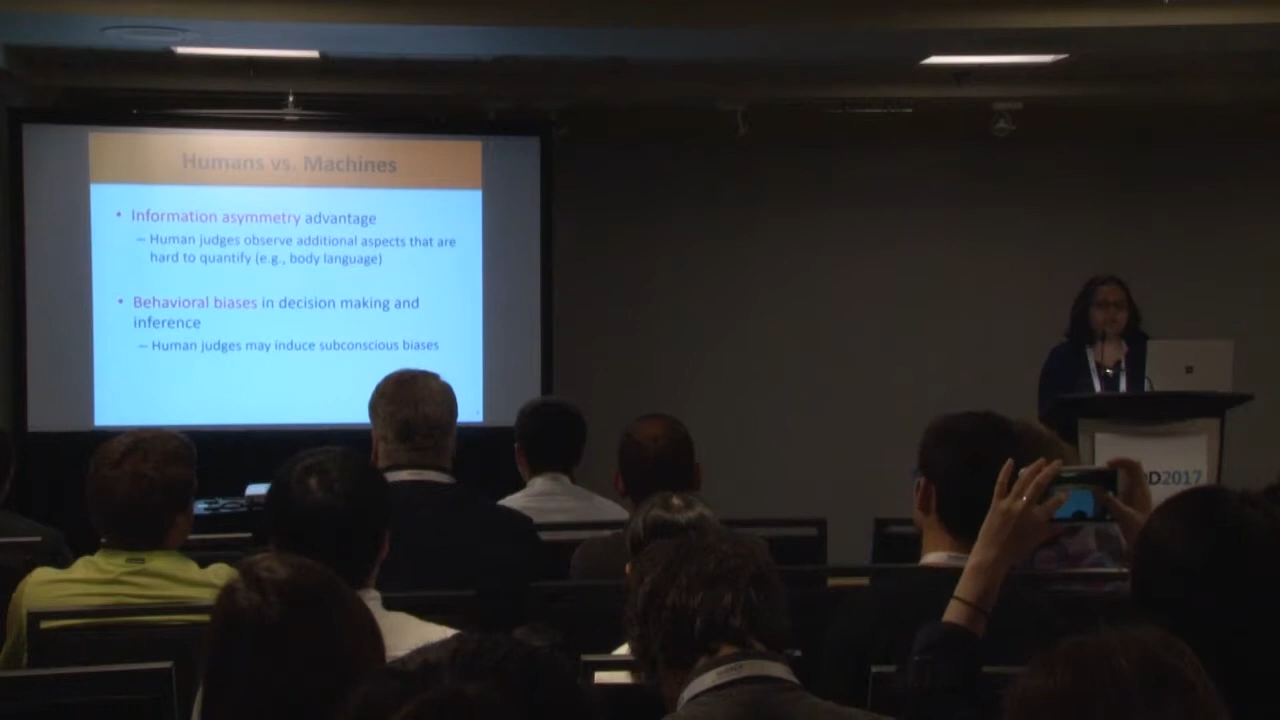 Humans vs. Machines
• Information asymmetry advantage
– Human judges observe additional aspects that are
hard to quantify (e.g., body language)
• Behavioral biases in decision making and
inference
– Human judges may induce subconscious biases
D2017